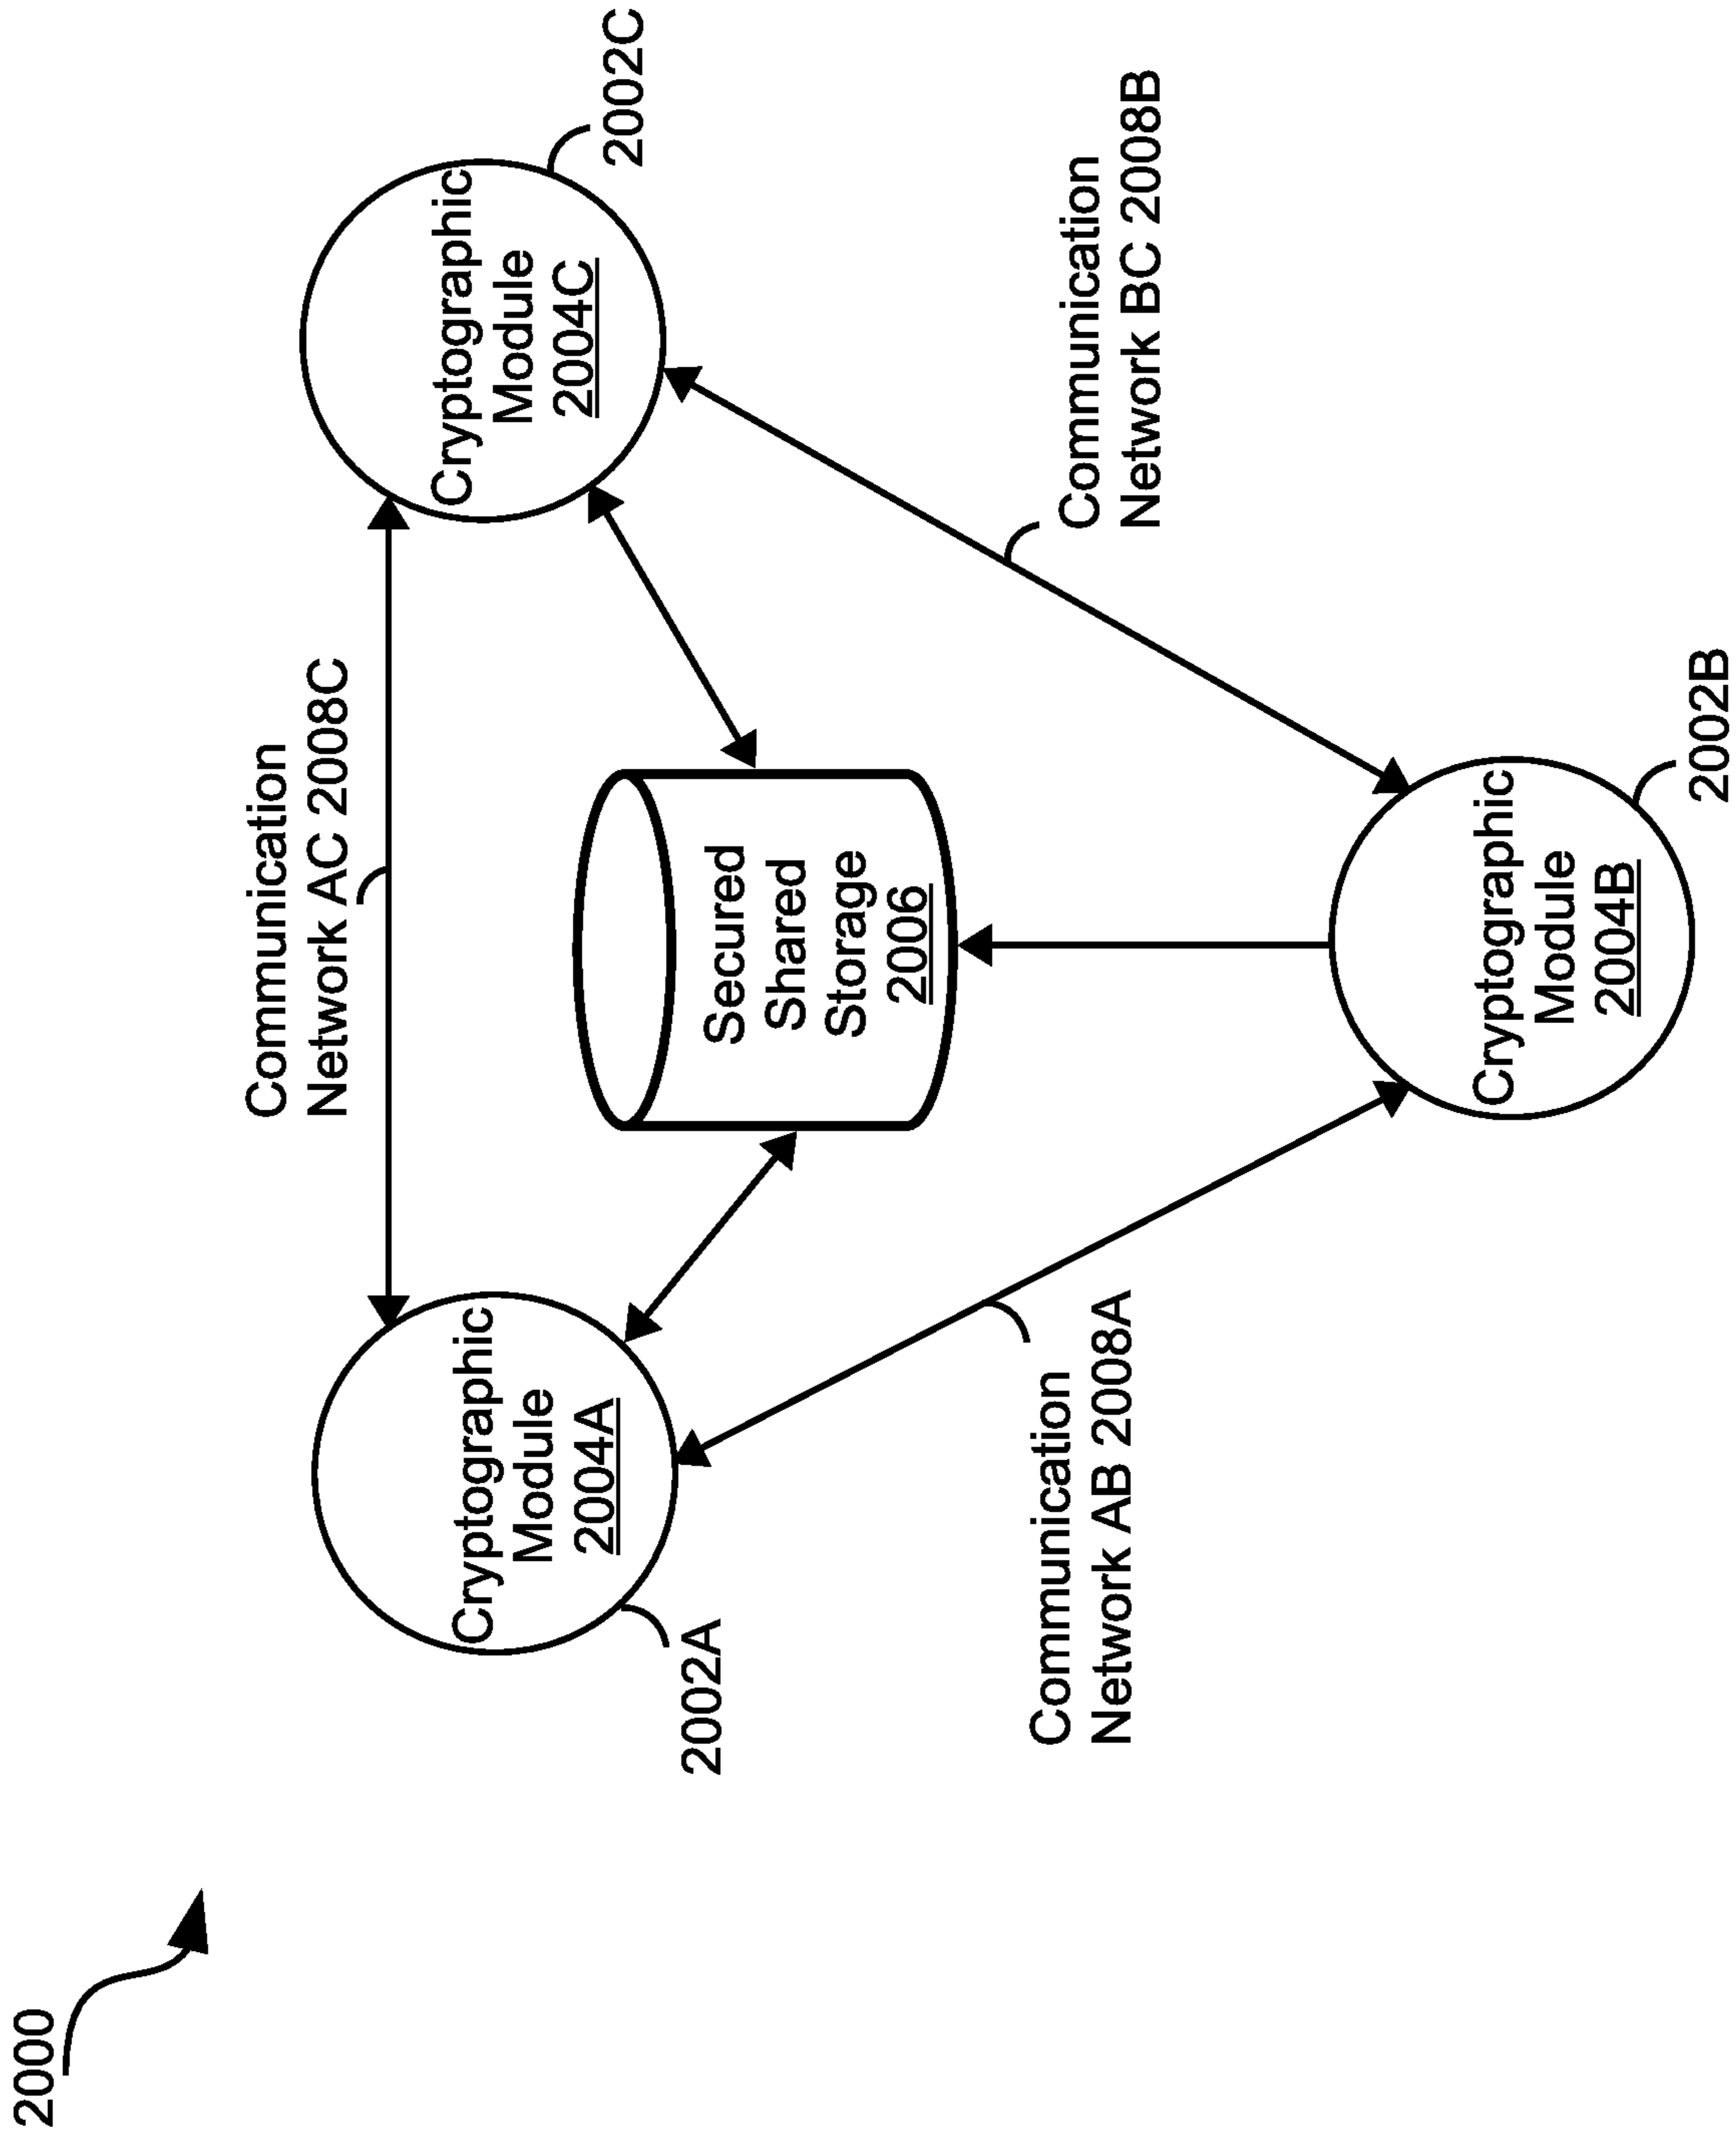 2000
Communication
Network AC 2008C
Cryptographic
Module
2004A
2002A
Cryptographic
Module
2004C
2002C
Secured
Shared
Storage
2006
Communication
Network AB 2008A
Communication
Network BC 2008B
Cryptographic
Module
2004B
2002B